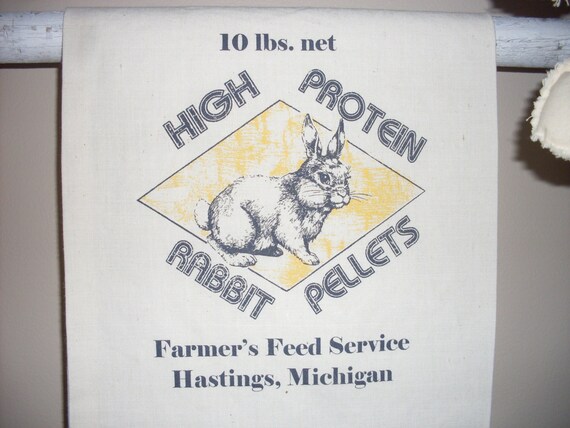 10 lbs. net
HIGH PROTEIN
RABBIT PELLETS
Farmer's Feed Service
Hastings, Michigan